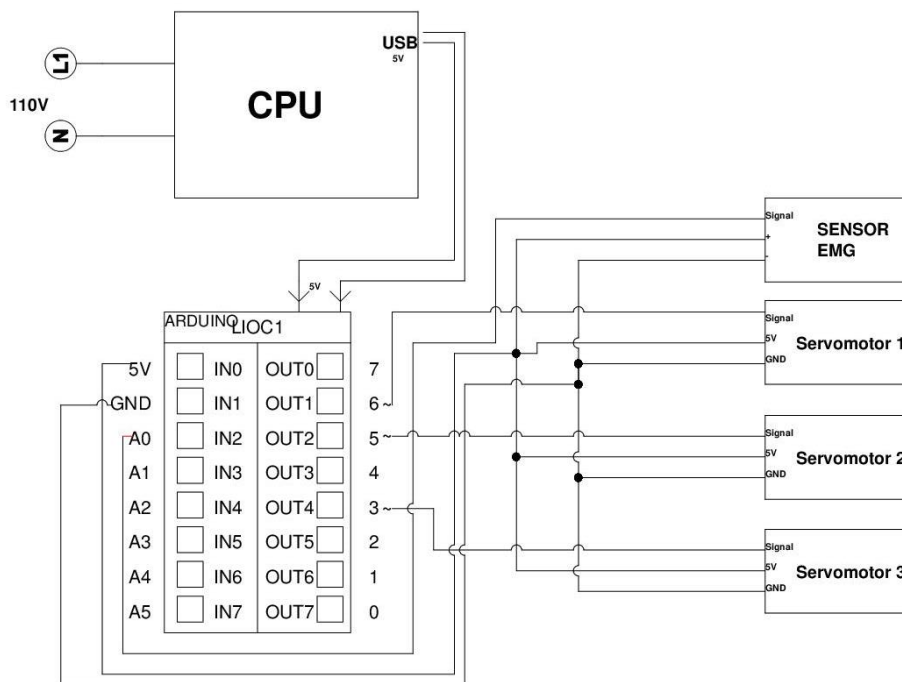 USB
5V
CPU
L1
110V
N
Signal
+
-
SENSOR
EMG
5V
ARDUINO
LIOC1
Signal
5V
GND
Servomotor 1
5V IN0 OUT0 7
GND IN1 OUT1 6~
A0 IN2 OUT2 5~
A1 IN3 OUT3 4
A2 IN4 OUT4 3~
A3 IN5 OUT5 2
A4 IN6 OUT6 1
A5 IN7 OUT7 0
Signal
5V
GND
Servomotor 2
Signal
5V
GND
Servomotor 3